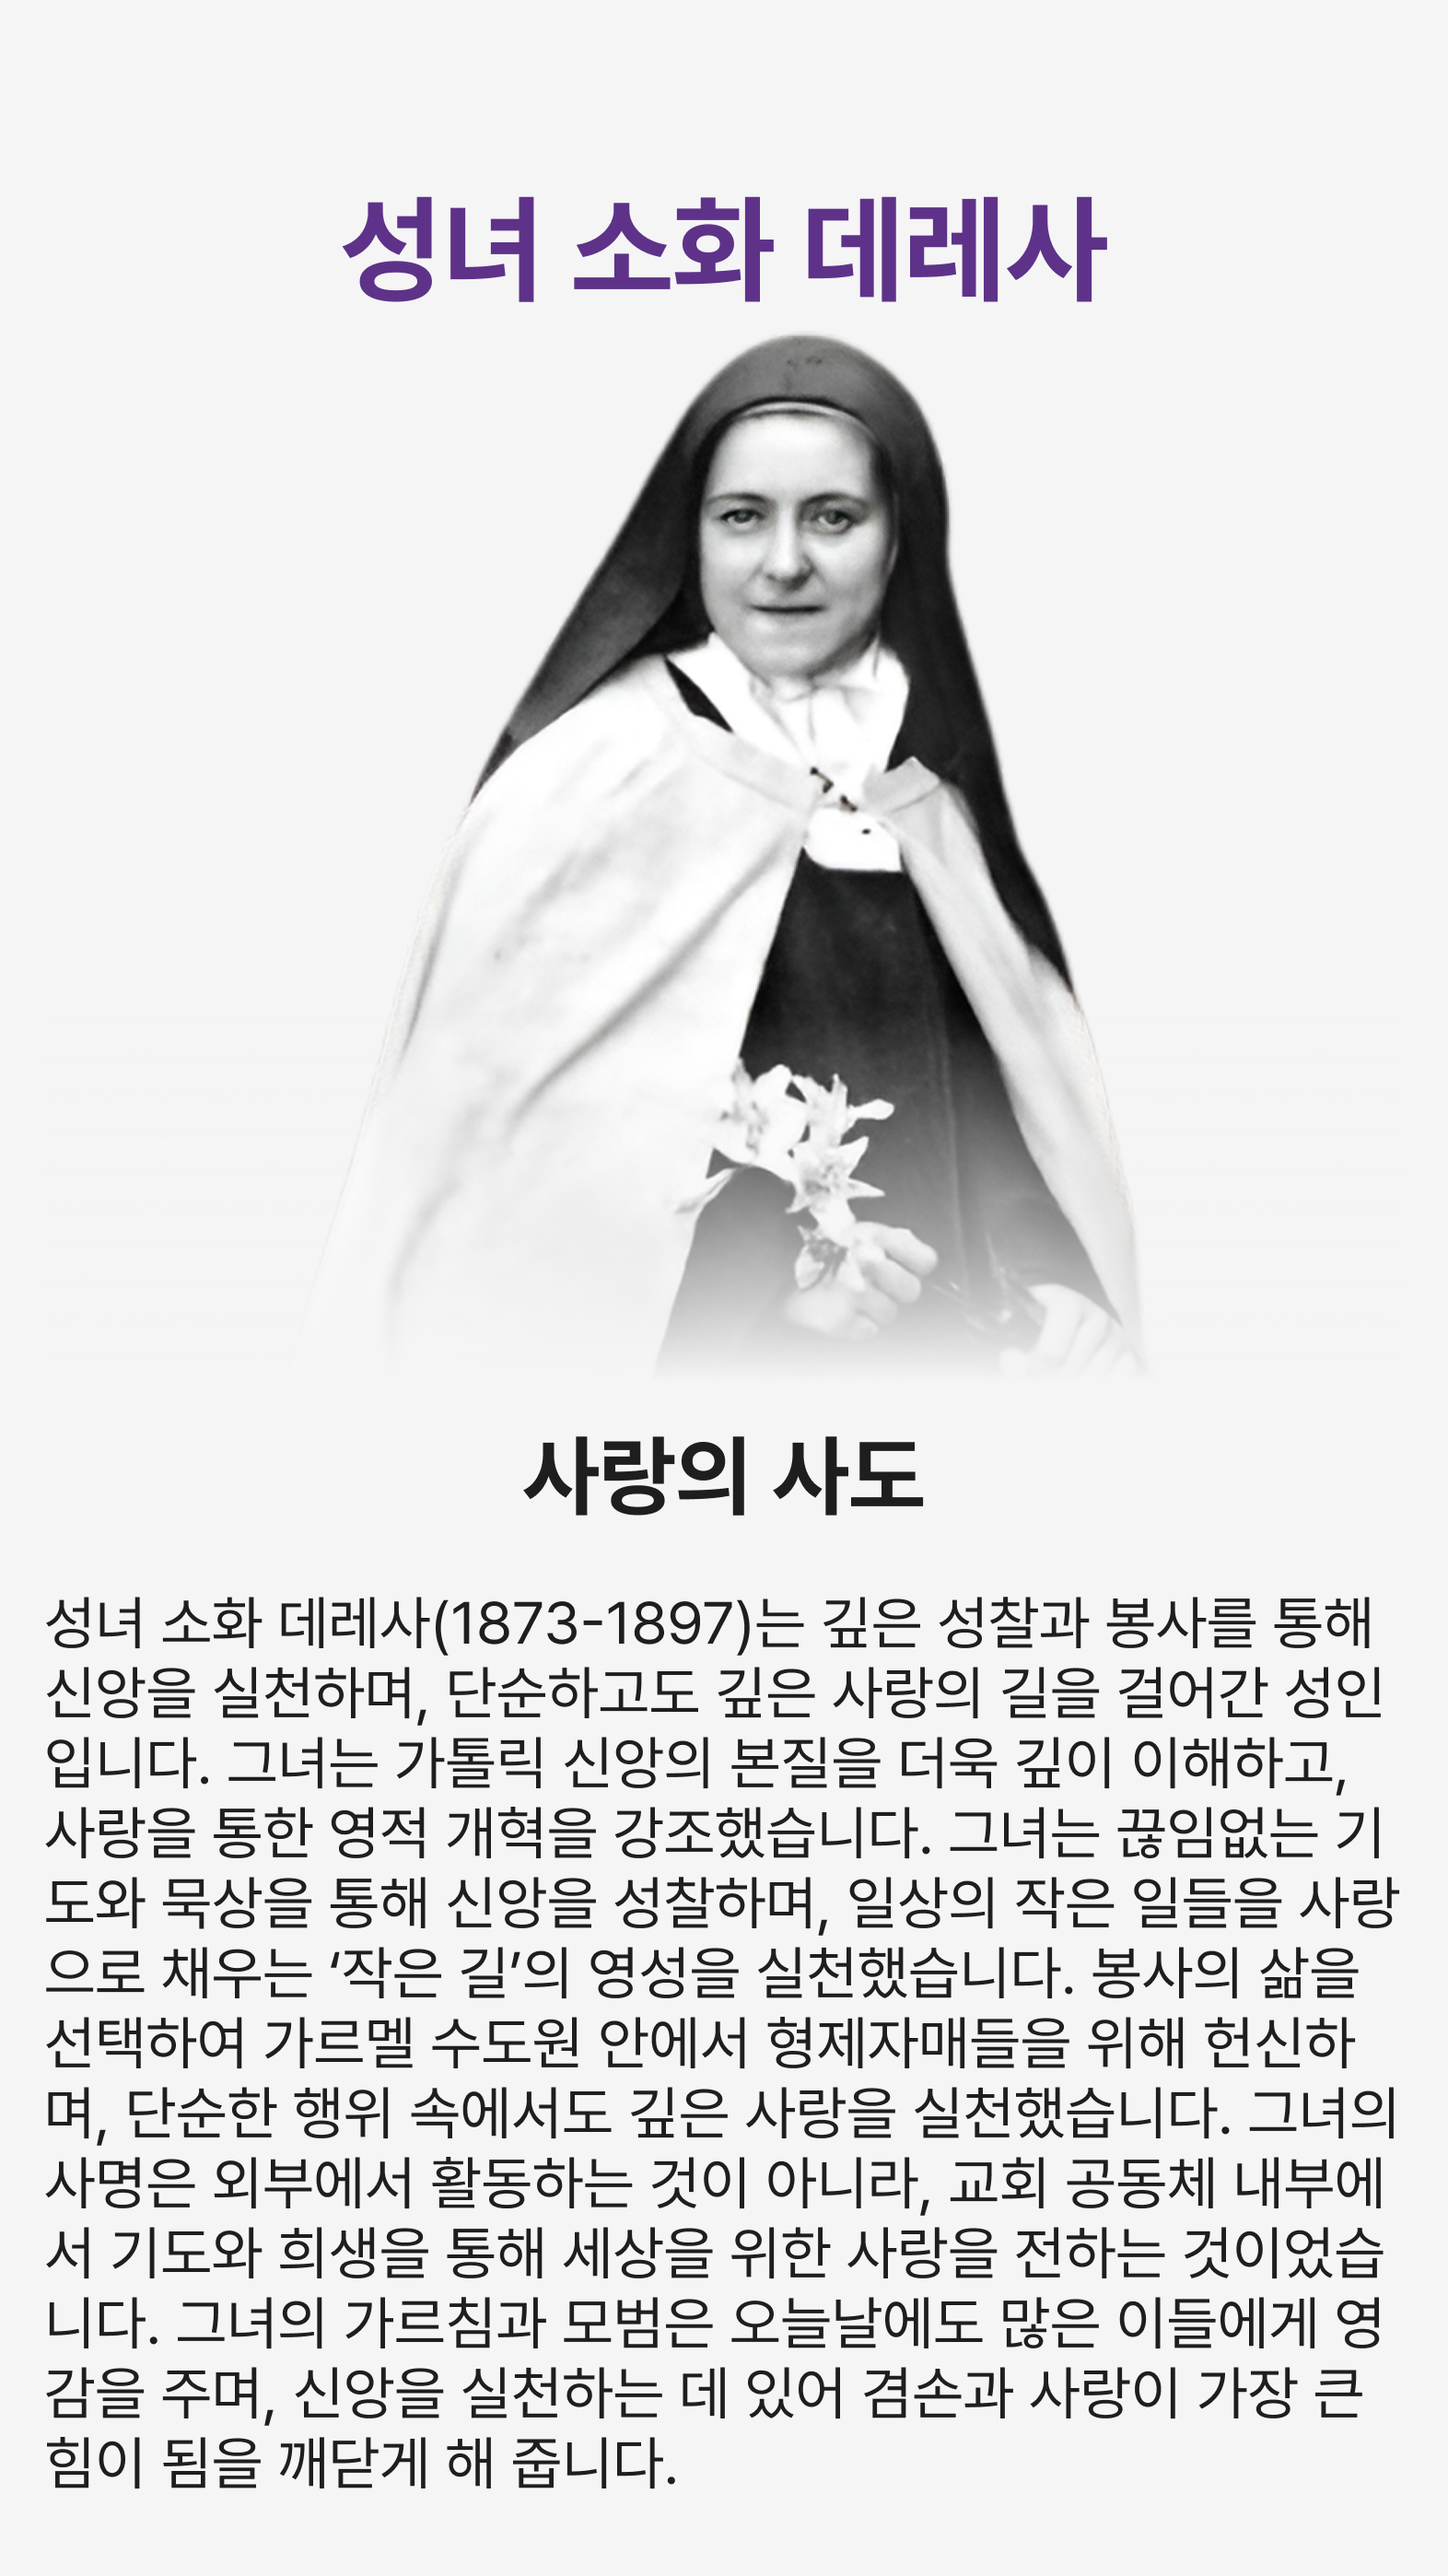 성녀 소화 데레사
사랑의 사도
성녀 소화 데레사(1873-1897)는 깊은 성찰과 봉사를 통해
신앙을 실천하며, 단순하고도 깊은 사랑의 길을 걸어간 성인
입니다. 그녀는 가톨릭 신앙의 본질을 더욱 깊이 이해하고,
사랑을 통한 영적 개혁을 강조했습니다. 그녀는 끊임없는 기
도와 묵상을 통해 신앙을 성찰하며, 일상의 작은 일들을 사랑
으로 채우는 ‘작은 길’의 영성을 실천했습니다. 봉사의 삶을
선택하여 가르멜 수도원 안에서 형제자매들을 위해 헌신하
며, 단순한 행위 속에서도 깊은 사랑을 실천했습니다. 그녀의
사명은 외부에서 활동하는 것이 아니라, 교회 공동체 내부에
서 기도와 희생을 통해 세상을 위한 사랑을 전하는 것이었습
니다. 그녀의 가르침과 모범은 오늘날에도 많은 이들에게 영
감을 주며, 신앙을 실천하는 데 있어 겸손과 사랑이 가장 큰
힘이 됨을 깨닫게 해 줍니다.